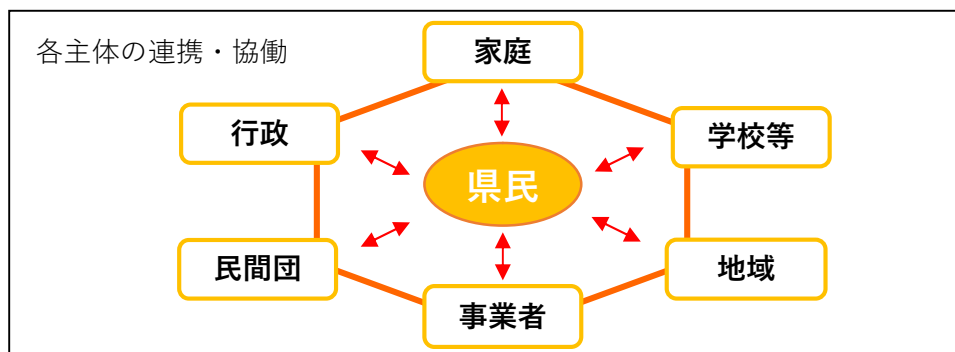 各主体の連携・協働
家庭
行政
学校等
県民
民間団
地域
事業者